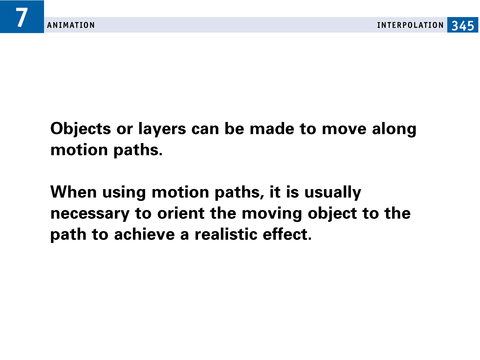 7
ANIMATION
INTERPOLATION 345
Objects or layers can be made to move along
motion paths.
When using motion paths, it is usually
necessary to orient the moving object to the
path to achieve a realistic effect.